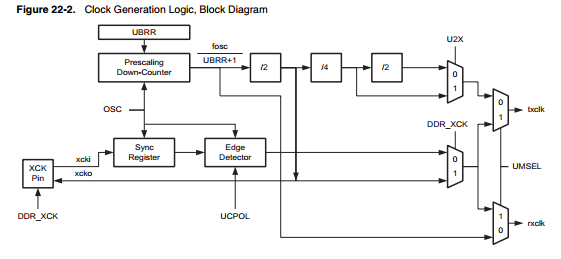 Figure 22-2. Clock Generation Logic, Block Diagram
UBRR
U2X
fosc
Prescaling
Down-Counter
UBRR+1
/2
/4
/2
0
1
OSC
0
1
txclk
DDR_XCK
Sync
Register
Edge
Detector
0
1
xcki
XCK
Pin
xcko
UMSEL
DDR_XCK
UCPOL
1
0
rxclk